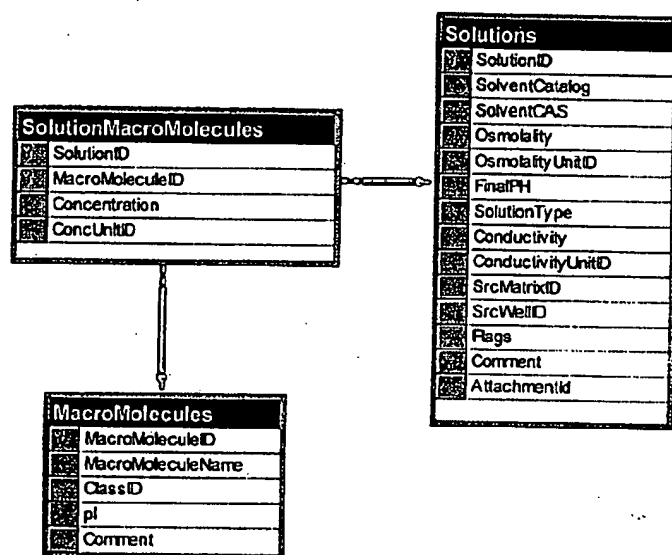 Solutions
SolutionID
SolventCatalog
SolventCAS
Osmolality
OsmolalityUnitID
FinalPH
SolutionType
Conductivity
ConductivityUnitID
SrcMatrixID
SrcWellID
Flags
Comment
AttachmentId
SolutionMacroMolecules
SolutionID
MacroMoleculeID
Concentration
ConcUnitID
MacroMolecules
MacroMoleculeID
MacroMoleculeName
ClassID
pI
Comment